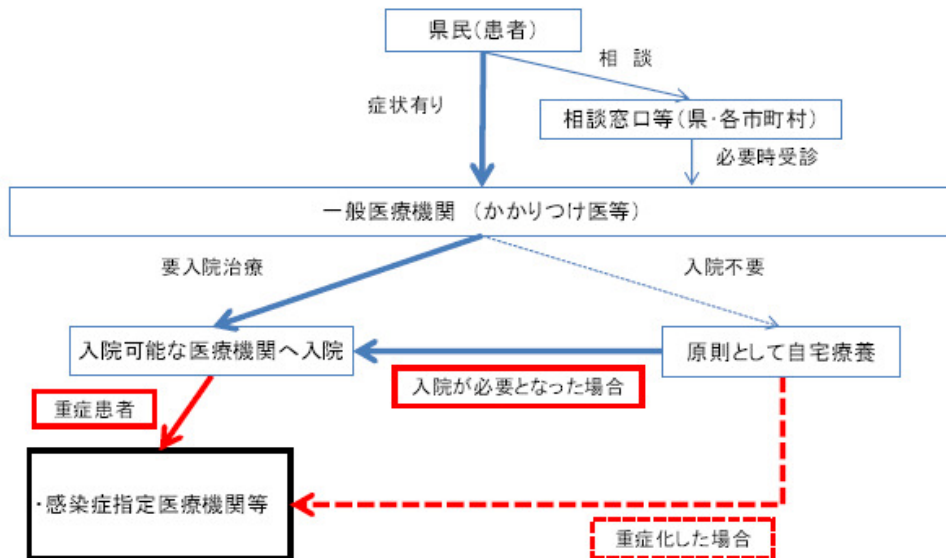 県民(患者)
相　談
症状有り
相談窓口等(県・各市町村)
必要時受診
一般医療機関　(かかりつけ医等)
要入院治療
入院不要
入院可能な医療機関へ入院
原則として自宅療養
入院が必要となった場合
重症患者
・感染症指定医療機関等
重症化した場合